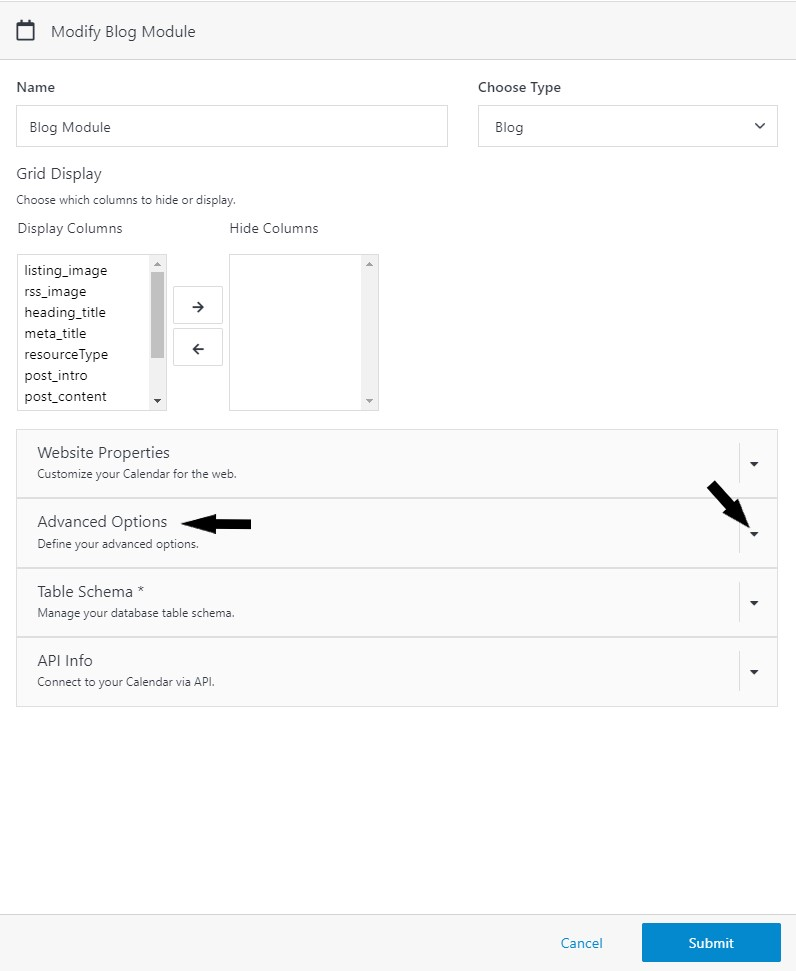 Modify Blog Module
Name
Choose Type
Blog Module
Blog
Grid Display
Choose which columns to hide or display.
Display Columns
Hide Columns
listing_image
rss_image
heading_title
meta_title
resourceType
post_intro
post_content
Website Properties
Customize your Calendar for the web.
Advanced Options
Define your advanced options.
Table Schema *
Manage your database table schema.
API Info
Connect to your Calendar via API.
Cancel
Submit